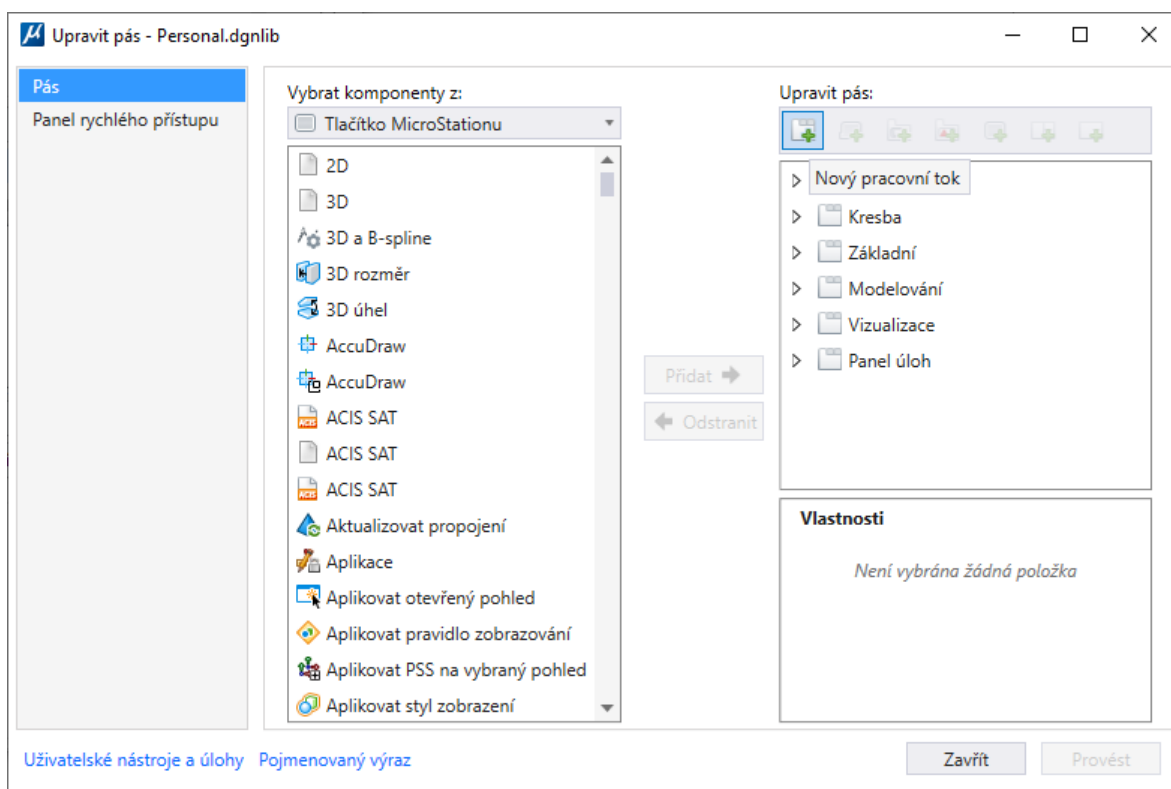 Upravit pás - Personal.dgnlib
Pás
Panel rychlého přístupu
Vybrat komponenty z:
Tlačítko MicroStationu
2D
3D
3D a B-spline
3D rozměr
3D úhel
AccuDraw
AccuDraw
ACIS SAT
ACIS SAT
ACIS SAT
Aktualizovat propojení
Aplikace
Aplikovat otevřený pohled
Aplikovat pravidlo zobrazování
Aplikovat PSS na vybraný pohled
Aplikovat styl zobrazení
Přidat
Odstranit
Upravit pás:
Nový pracovní tok
Kresba
Základní
Modelování
Vizualizace
Panel úloh
Vlastnosti
Není vybrána žádná položka
Uživatelské nástroje a úlohy Pojmenovaný výraz
Zavřít Provést